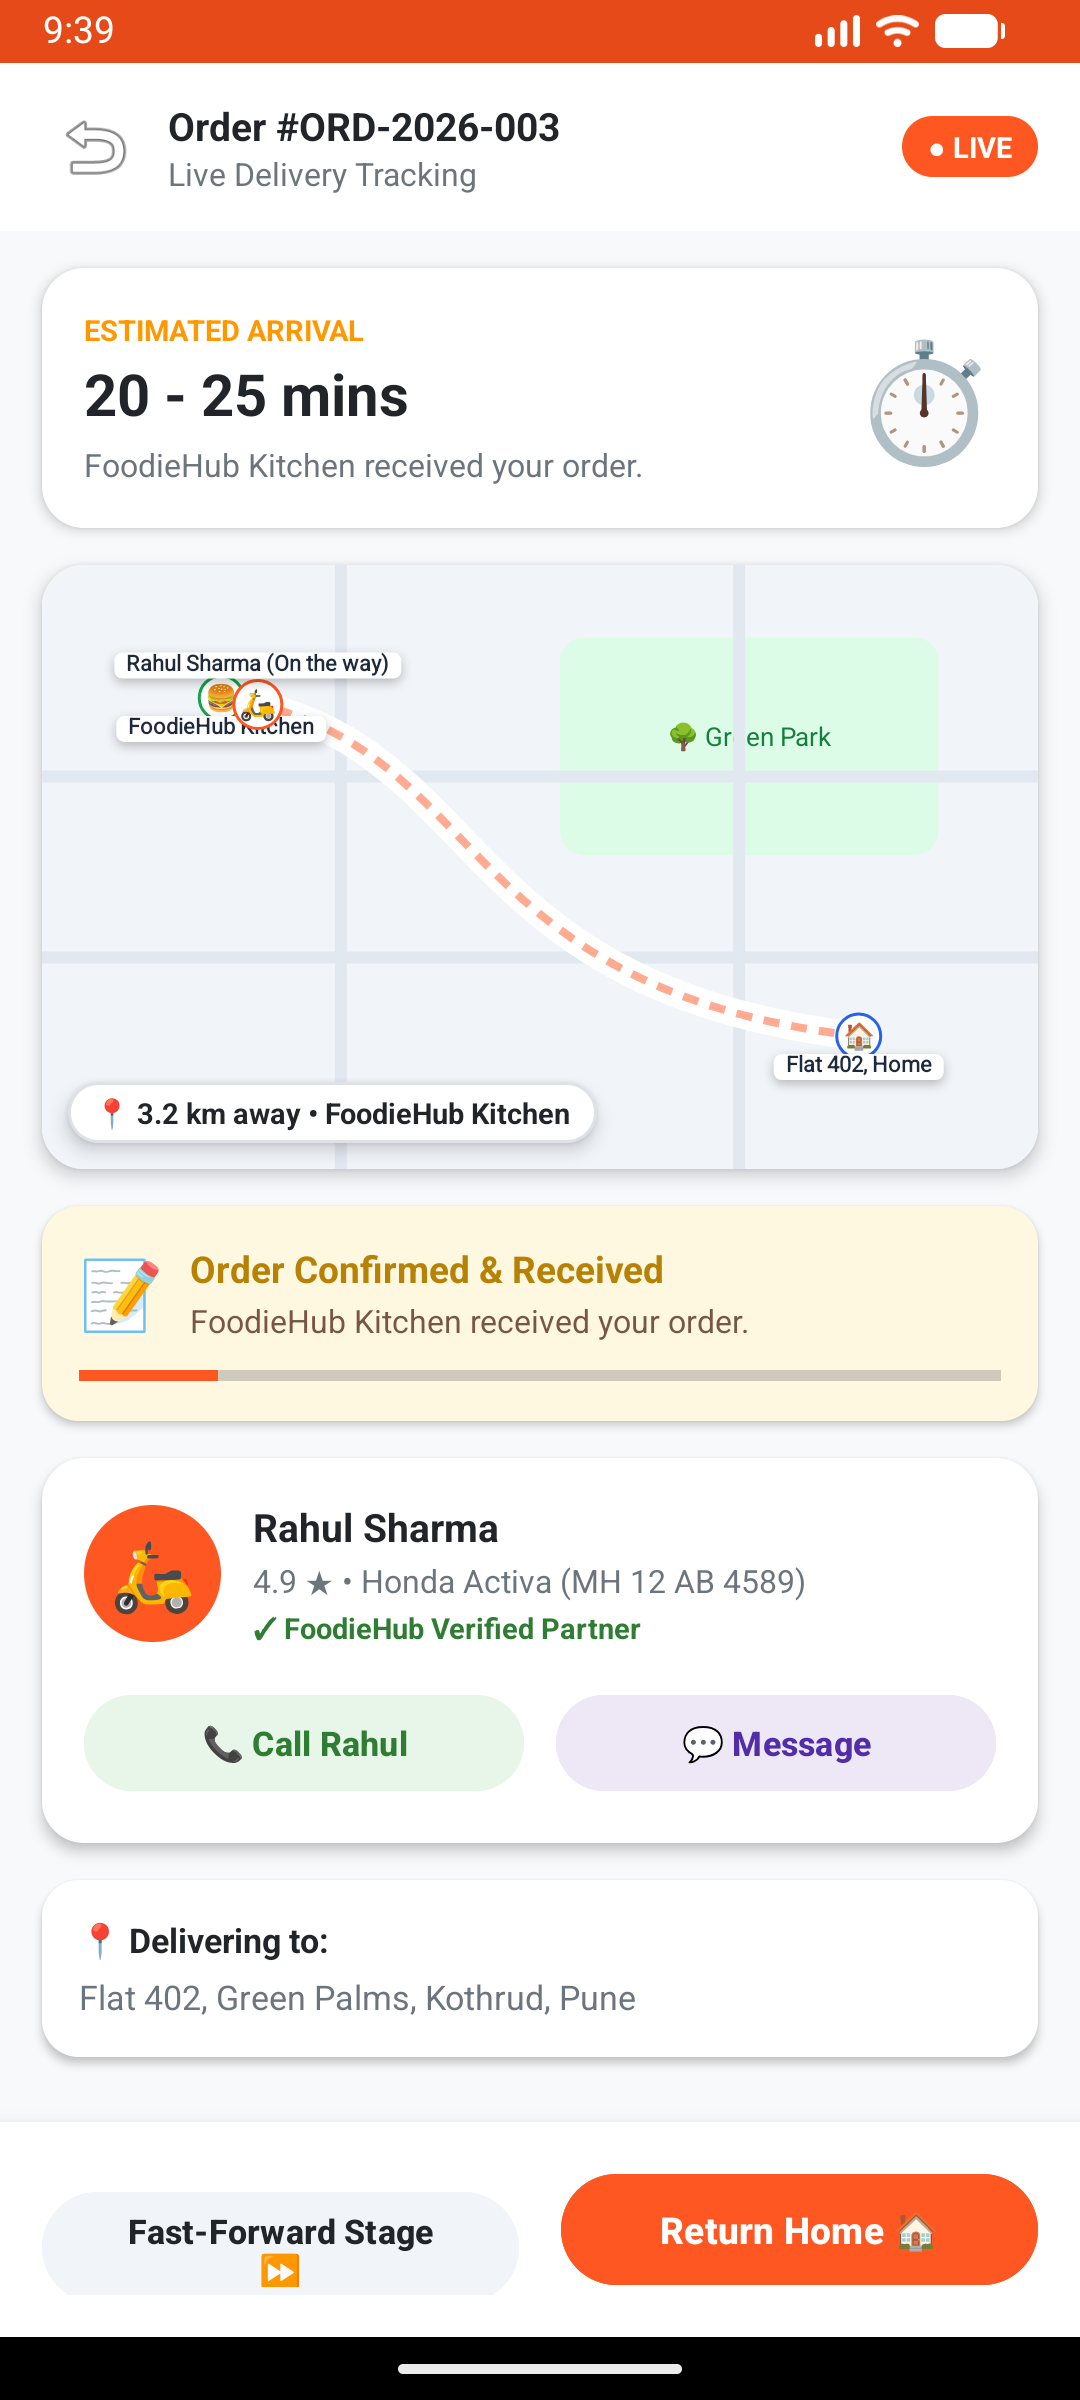 9:39
Order #ORD-2026-003
Live Delivery Tracking
● LIVE
ESTIMATED ARRIVAL
20 - 25 mins
FoodieHub Kitchen received your order.
Rahul Sharma (On the way)
FoodieHub Kitchen
🌳 Green Park
Flat 402, Home
📍 3.2 km away • FoodieHub Kitchen
Order Confirmed & Received
FoodieHub Kitchen received your order.
Rahul Sharma
4.9 ★ • Honda Activa (MH 12 AB 4589)
✓ FoodieHub Verified Partner
📞 Call Rahul
💬 Message
📍 Delivering to:
Flat 402, Green Palms, Kothrud, Pune
Fast-Forward Stage
⏩
Return Home 🏠